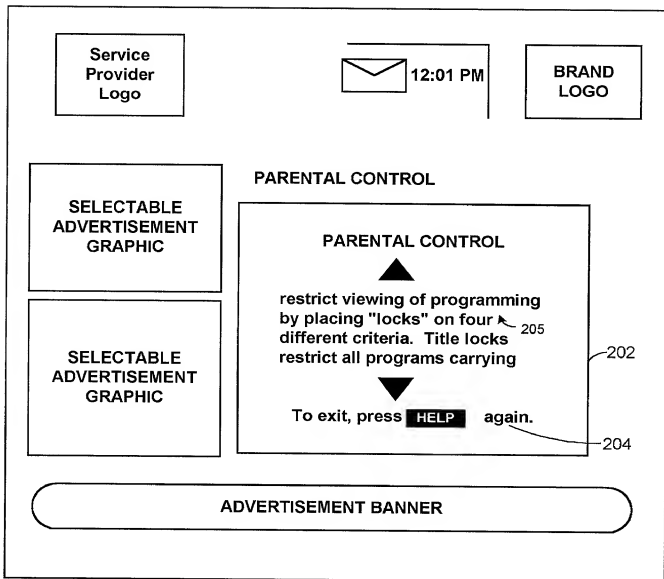 Service
Provider
Logo
12:01 PM
BRAND
LOGO
SELECTABLE
ADVERTISEMENT
GRAPHIC
SELECTABLE
ADVERTISEMENT
GRAPHIC
PARENTAL CONTROL
PARENTAL CONTROL
restrict viewing of programming
by placing "locks" on four
205
different criteria. Title locks
restrict all programs carrying
202
To exit, press HELP again.
204
ADVERTISEMENT BANNER